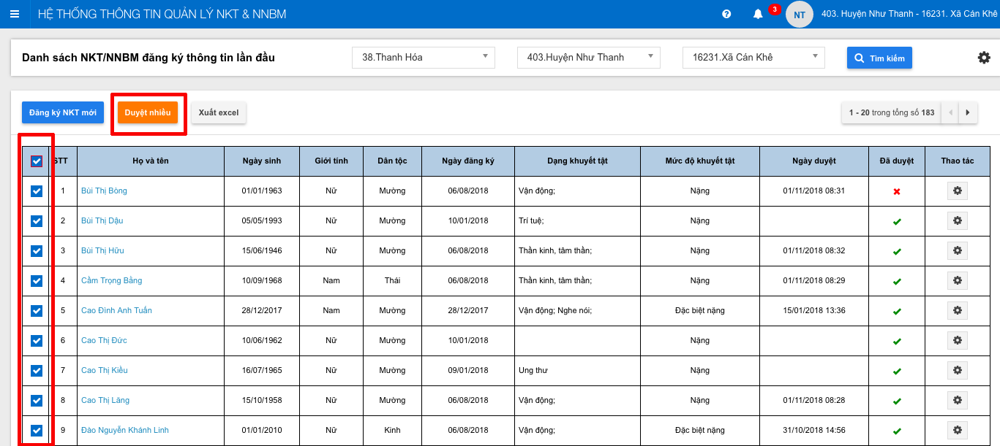 HỆ THỐNG THÔNG TIN QUẢN LÝ NKT & NNBM
3
NT
403. Huyện Như Thanh - 16231. Xã Cán Khê
Danh sách NKT/NNBM đăng ký thông tin lần đầu
38.Thanh Hóa
403.Huyện Như Thanh
16231.Xã Cán Khê
Tìm kiếm
Đăng ký NKT mới
Duyệt nhiều
Xuất excel
1 - 20 trong tổng số 183
STT Họ và tên Ngày sinh Giới tính Dân tộc Ngày đăng ký Dạng khuyết tật Mức độ khuyết tật Ngày duyệt Đã duyệt Thao tác
1 Bùi Thị Bòng 01/01/1963 Nữ Mường 06/08/2018 Vận động; Nặng 01/11/2018 08:31
2 Bùi Thị Dậu 05/05/1993 Nữ Mường 10/01/2018 Trí tuệ; Nặng
3 Bùi Thị Hữu 15/06/1946 Nữ Mường 06/08/2018 Thần kinh, tâm thần; Nặng 01/11/2018 08:32
4 Cầm Trọng Bằng 10/09/1968 Nam Thái 06/08/2018 Thần kinh, tâm thần; Nặng 01/11/2018 08:29
5 Cao Đình Anh Tuấn 28/12/2017 Nam Mường 28/12/2017 Vận động; Nghe nói; Đặc biệt nặng 15/01/2018 13:36
6 Cao Thị Đức 10/06/1962 Nữ Mường 10/01/2018 Nặng
7 Cao Thị Kiều 16/07/1965 Nữ Mường 09/01/2018 Ung thư Nặng
8 Cao Thị Lăng 15/10/1958 Nữ Mường 06/08/2018 Vận động; Nặng 01/11/2018 08:28
9 Đào Nguyễn Khánh Linh 01/01/2010 Nữ Kinh 06/08/2018 Vận động; Đặc biệt nặng 31/10/2018 14:56